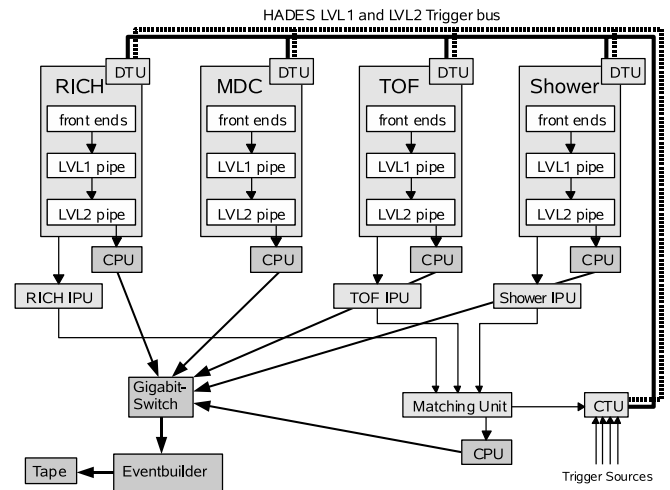 HADES LVL1 and LVL2 Trigger bus
DTU
DTU
DTU
DTU
RICH
MDC
TOF
Shower
front ends
front ends
front ends
front ends
LVL1 pipe
LVL1 pipe
LVL1 pipe
LVL1 pipe
LVL2 pipe
LVL2 pipe
LVL2 pipe
LVL2 pipe
CPU
CPU
CPU
CPU
RICH IPU
TOF IPU
Shower IPU
Gigabit-
Switch
Matching Unit
CTU
CPU
Tape
Eventbuilder
Trigger Sources